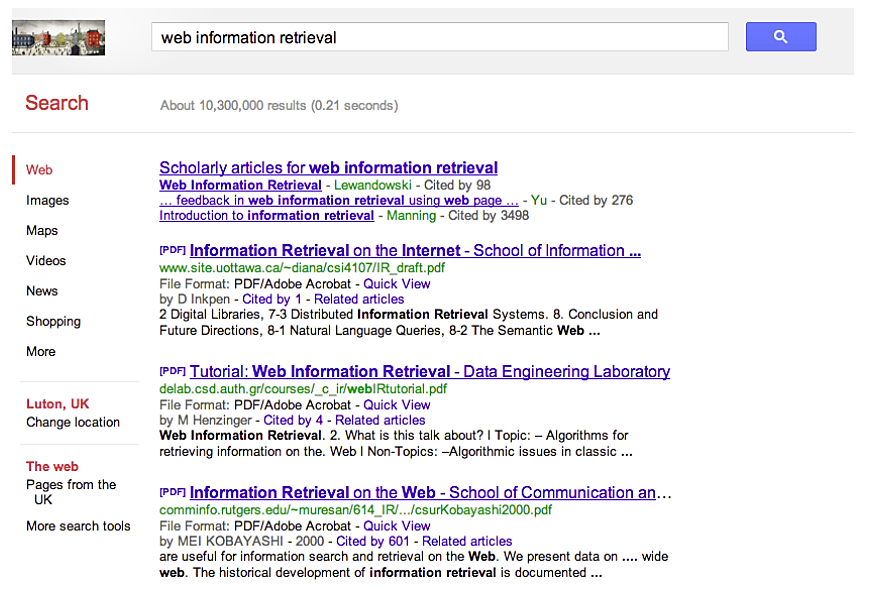 web information retrieval
Search
About 10,300,000 results (0.21 seconds)
Web
Images
Maps
Videos
News
Shopping
More
Luton, UK
Change location
The web
Pages from the
UK
More search tools
Scholarly articles for web information retrieval
Web Information Retrieval - Lewandowski - Cited by 98
... feedback in web information retrieval using web page ... - Yu - Cited by 276
Introduction to information retrieval - Manning - Cited by 3498
[PDF] Information Retrieval on the Internet - School of Information ...
www.site.uottawa.ca/~diana/csi4107/IR_draft.pdf
File Format: PDF/Adobe Acrobat - Quick View
by D Inkpen - Cited by 1 - Related articles
2 Digital Libraries, 7-3 Distributed Information Retrieval Systems. 8. Conclusion and
Future Directions, 8-1 Natural Language Queries, 8-2 The Semantic Web ...
[PDF] Tutorial: Web Information Retrieval - Data Engineering Laboratory
delab.csd.auth.gr/courses/_c_ir/webIRtutorial.pdf
File Format: PDF/Adobe Acrobat - Quick View
by M Henzinger - Cited by 4 - Related articles
Web Information Retrieval. 2. What is this talk about? l Topic: – Algorithms for
retrieving information on the. Web l Non-Topics: –Algorithmic issues in classic ...
[PDF] Information Retrieval on the Web - School of Communication an...
comminfo.rutgers.edu/~muresan/614_IR/.../csurKobayashi2000.pdf
File Format: PDF/Adobe Acrobat - Quick View
by MEI KOBAYASHI - 2000 - Cited by 601 - Related articles
are useful for information search and retrieval on the Web. We present data on .... wide
web. The historical development of information retrieval is documented ...